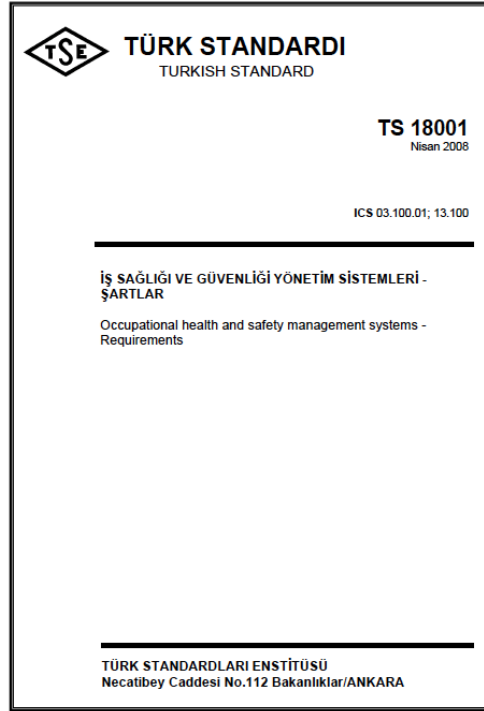 TSE
TÜRK STANDARDI
TURKISH STANDARD
TS 18001
Nisan 2008
ICS 03.100.01; 13.100
İŞ SAĞLIĞI VE GÜVENLİĞİ YÖNETİM SİSTEMLERİ -
ŞARTLAR
Occupational health and safety management systems -
Requirements
TÜRK STANDARDLARI ENSTİTÜSÜ
Necatibey Caddesi No.112 Bakanlıklar/ANKARA